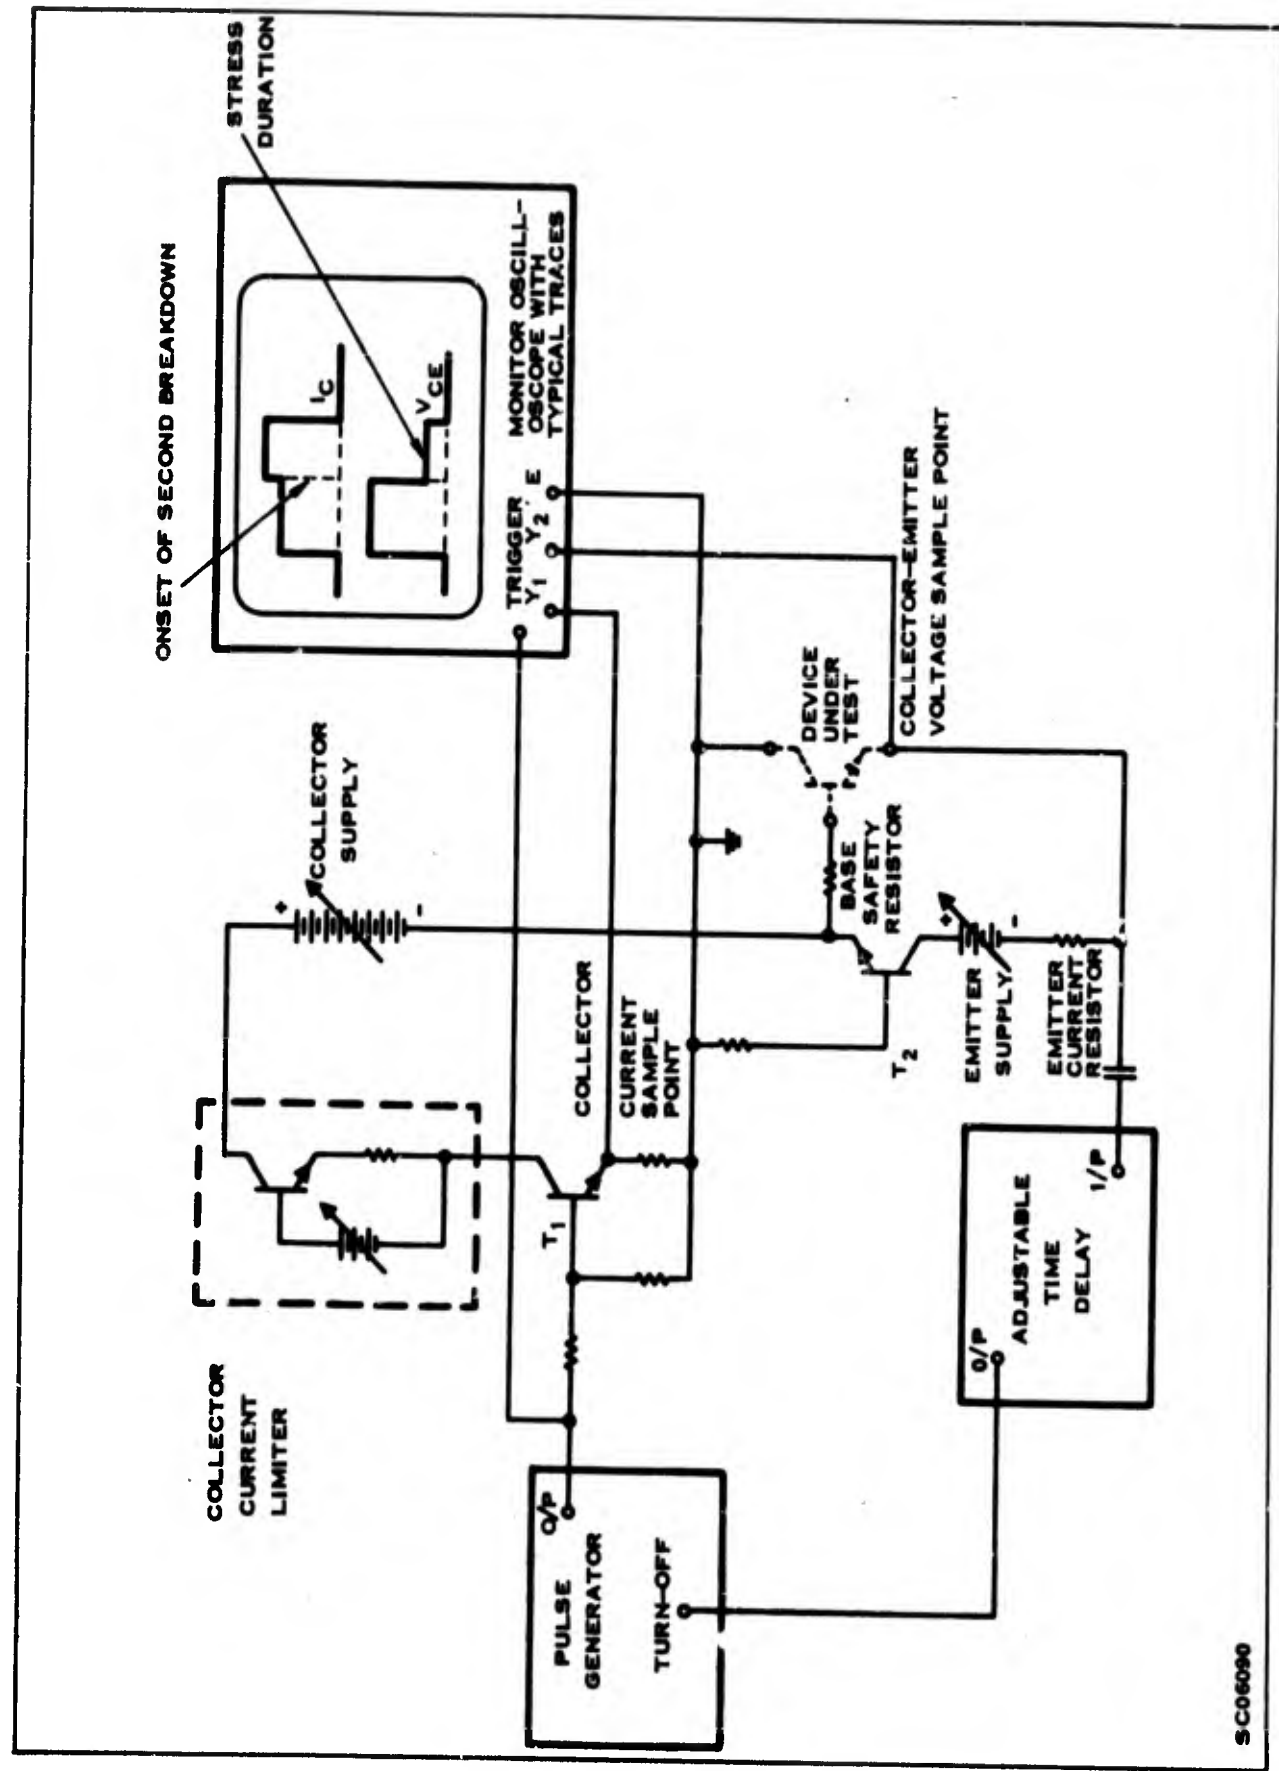 STRESS
DURATION
ONSET OF SECOND BREAKDOWN
I C
V CE
TRIGGER
Y1 Y2 E
MONITOR OSCILL-
OSCOPE WITH
TYPICAL TRACES
COLLECTOR
CURRENT
LIMITER
+
COLLECTOR
SUPPLY
-
T1
COLLECTOR
CURRENT
SAMPLE
POINT
DEVICE
UNDER
TEST
COLLECTOR-EMITTER
VOLTAGE SAMPLE POINT
BASE
SAFETY
RESISTOR
T2
+
EMITTER
SUPPLY
-
EMITTER
CURRENT
RESISTOR
PULSE
GENERATOR
O/P
TURN-OFF
O/P
ADJUSTABLE
TIME
DELAY
I/P
SC06090